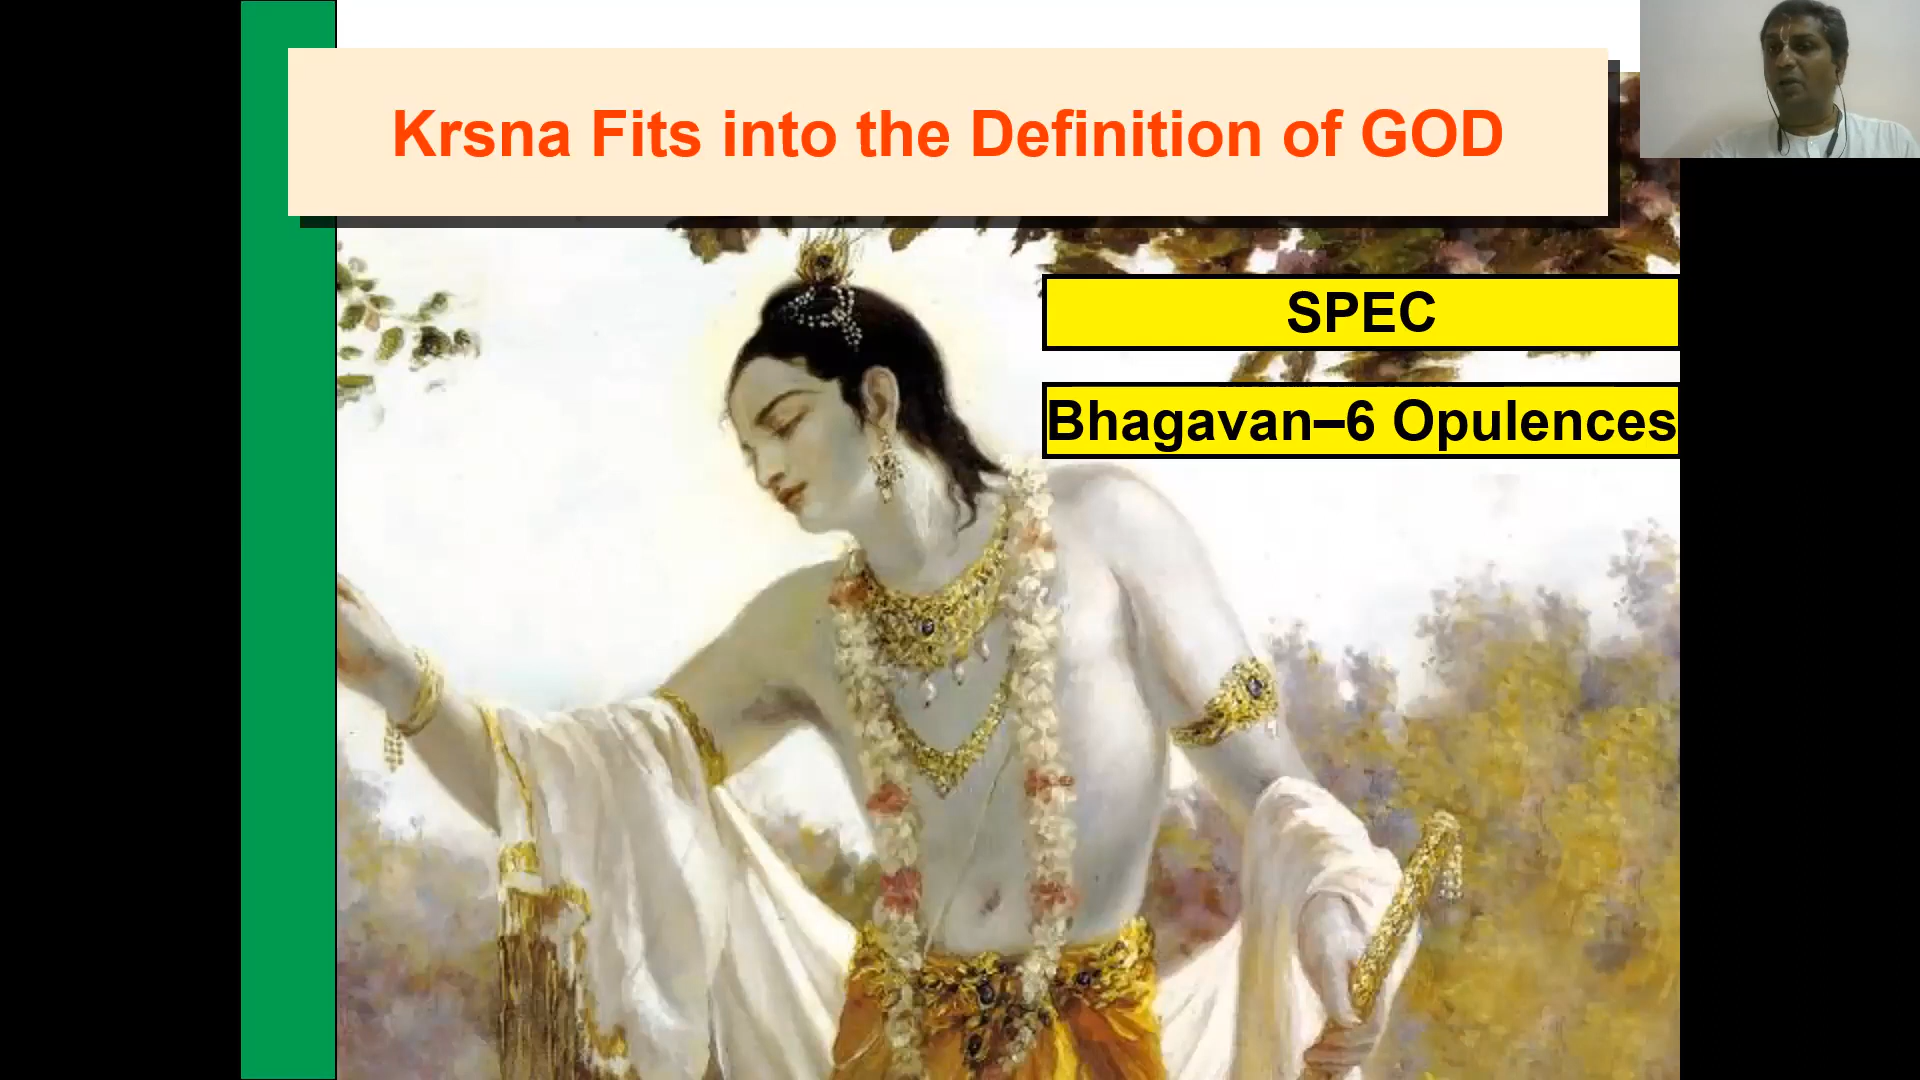 Krsna Fits into the Definition of GOD
SPEC
Bhagavan–6 Opulences